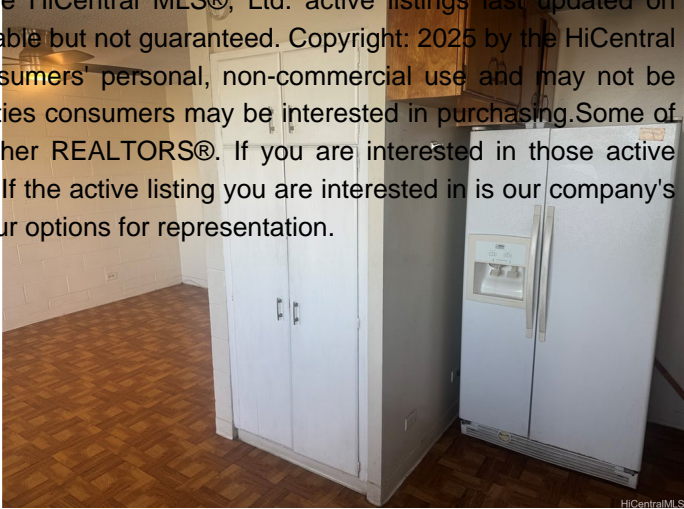 HiCentral MLS®, Ltd. active listings last updated on
able but not guaranteed. Copyright: 2025 by the HiCentral
sumers' personal, non-commercial use and may not be
ties consumers may be interested in purchasing.Some of
her REALTORS®. If you are interested in those active
If the active listing you are interested in is our company's
ur options for representation.
HiCentralMLS